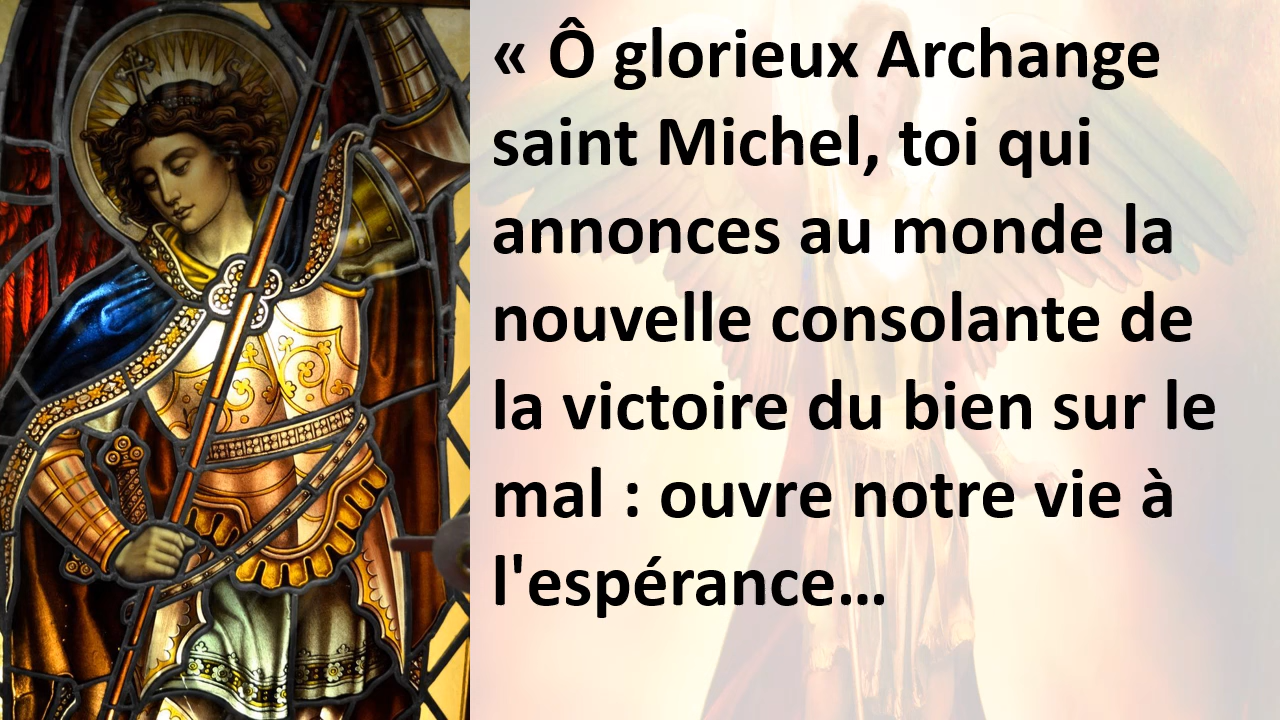 « Ô glorieux Archange
saint Michel, toi qui
annonces au monde la
nouvelle consolante de
la victoire du bien sur le
mal : ouvre notre vie à
l'espérance…